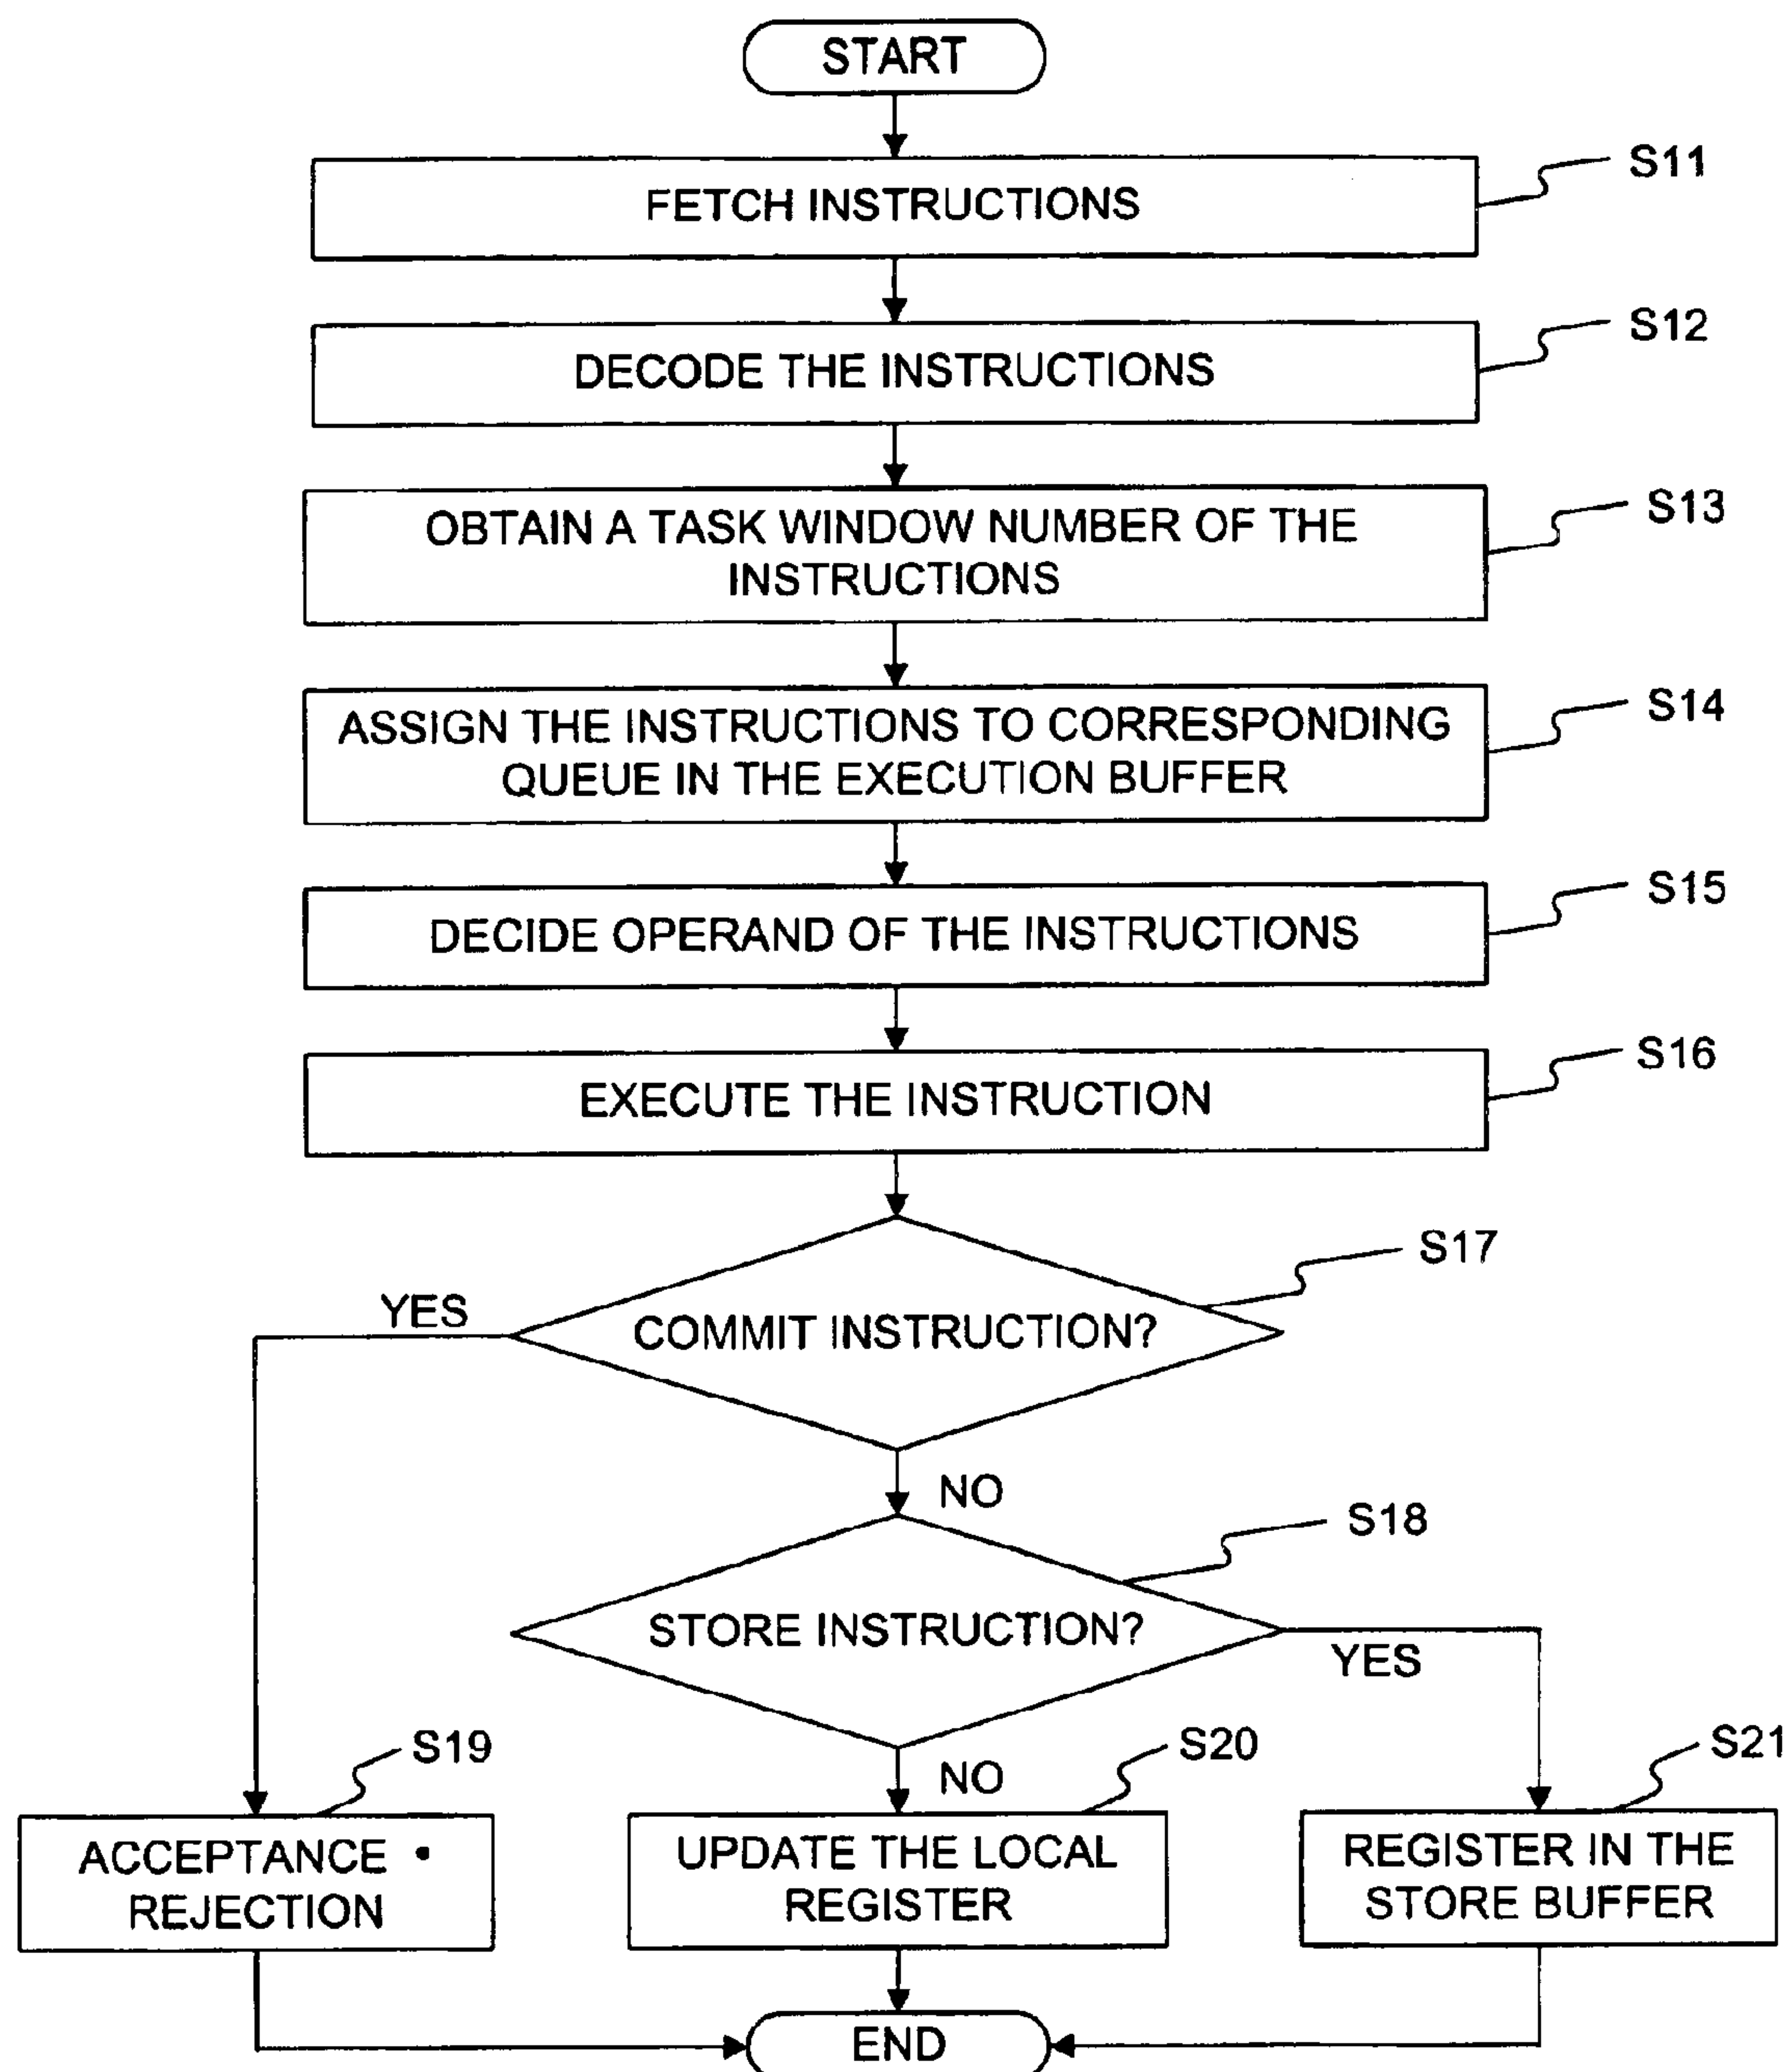 START
FETCH INSTRUCTIONS
S11
DECODE THE INSTRUCTIONS
S12
OBTAIN A TASK WINDOW NUMBER OF THE
INSTRUCTIONS
S13
ASSIGN THE INSTRUCTIONS TO CORRESPONDING
QUEUE IN THE EXECUTION BUFFER
S14
DECIDE OPERAND OF THE INSTRUCTIONS
S15
EXECUTE THE INSTRUCTION
S16
COMMIT INSTRUCTION?
S17
YES
NO
STORE INSTRUCTION?
S18
YES
NO
S19
ACCEPTANCE •
REJECTION
S20
UPDATE THE LOCAL
REGISTER
S21
REGISTER IN THE
STORE BUFFER
END